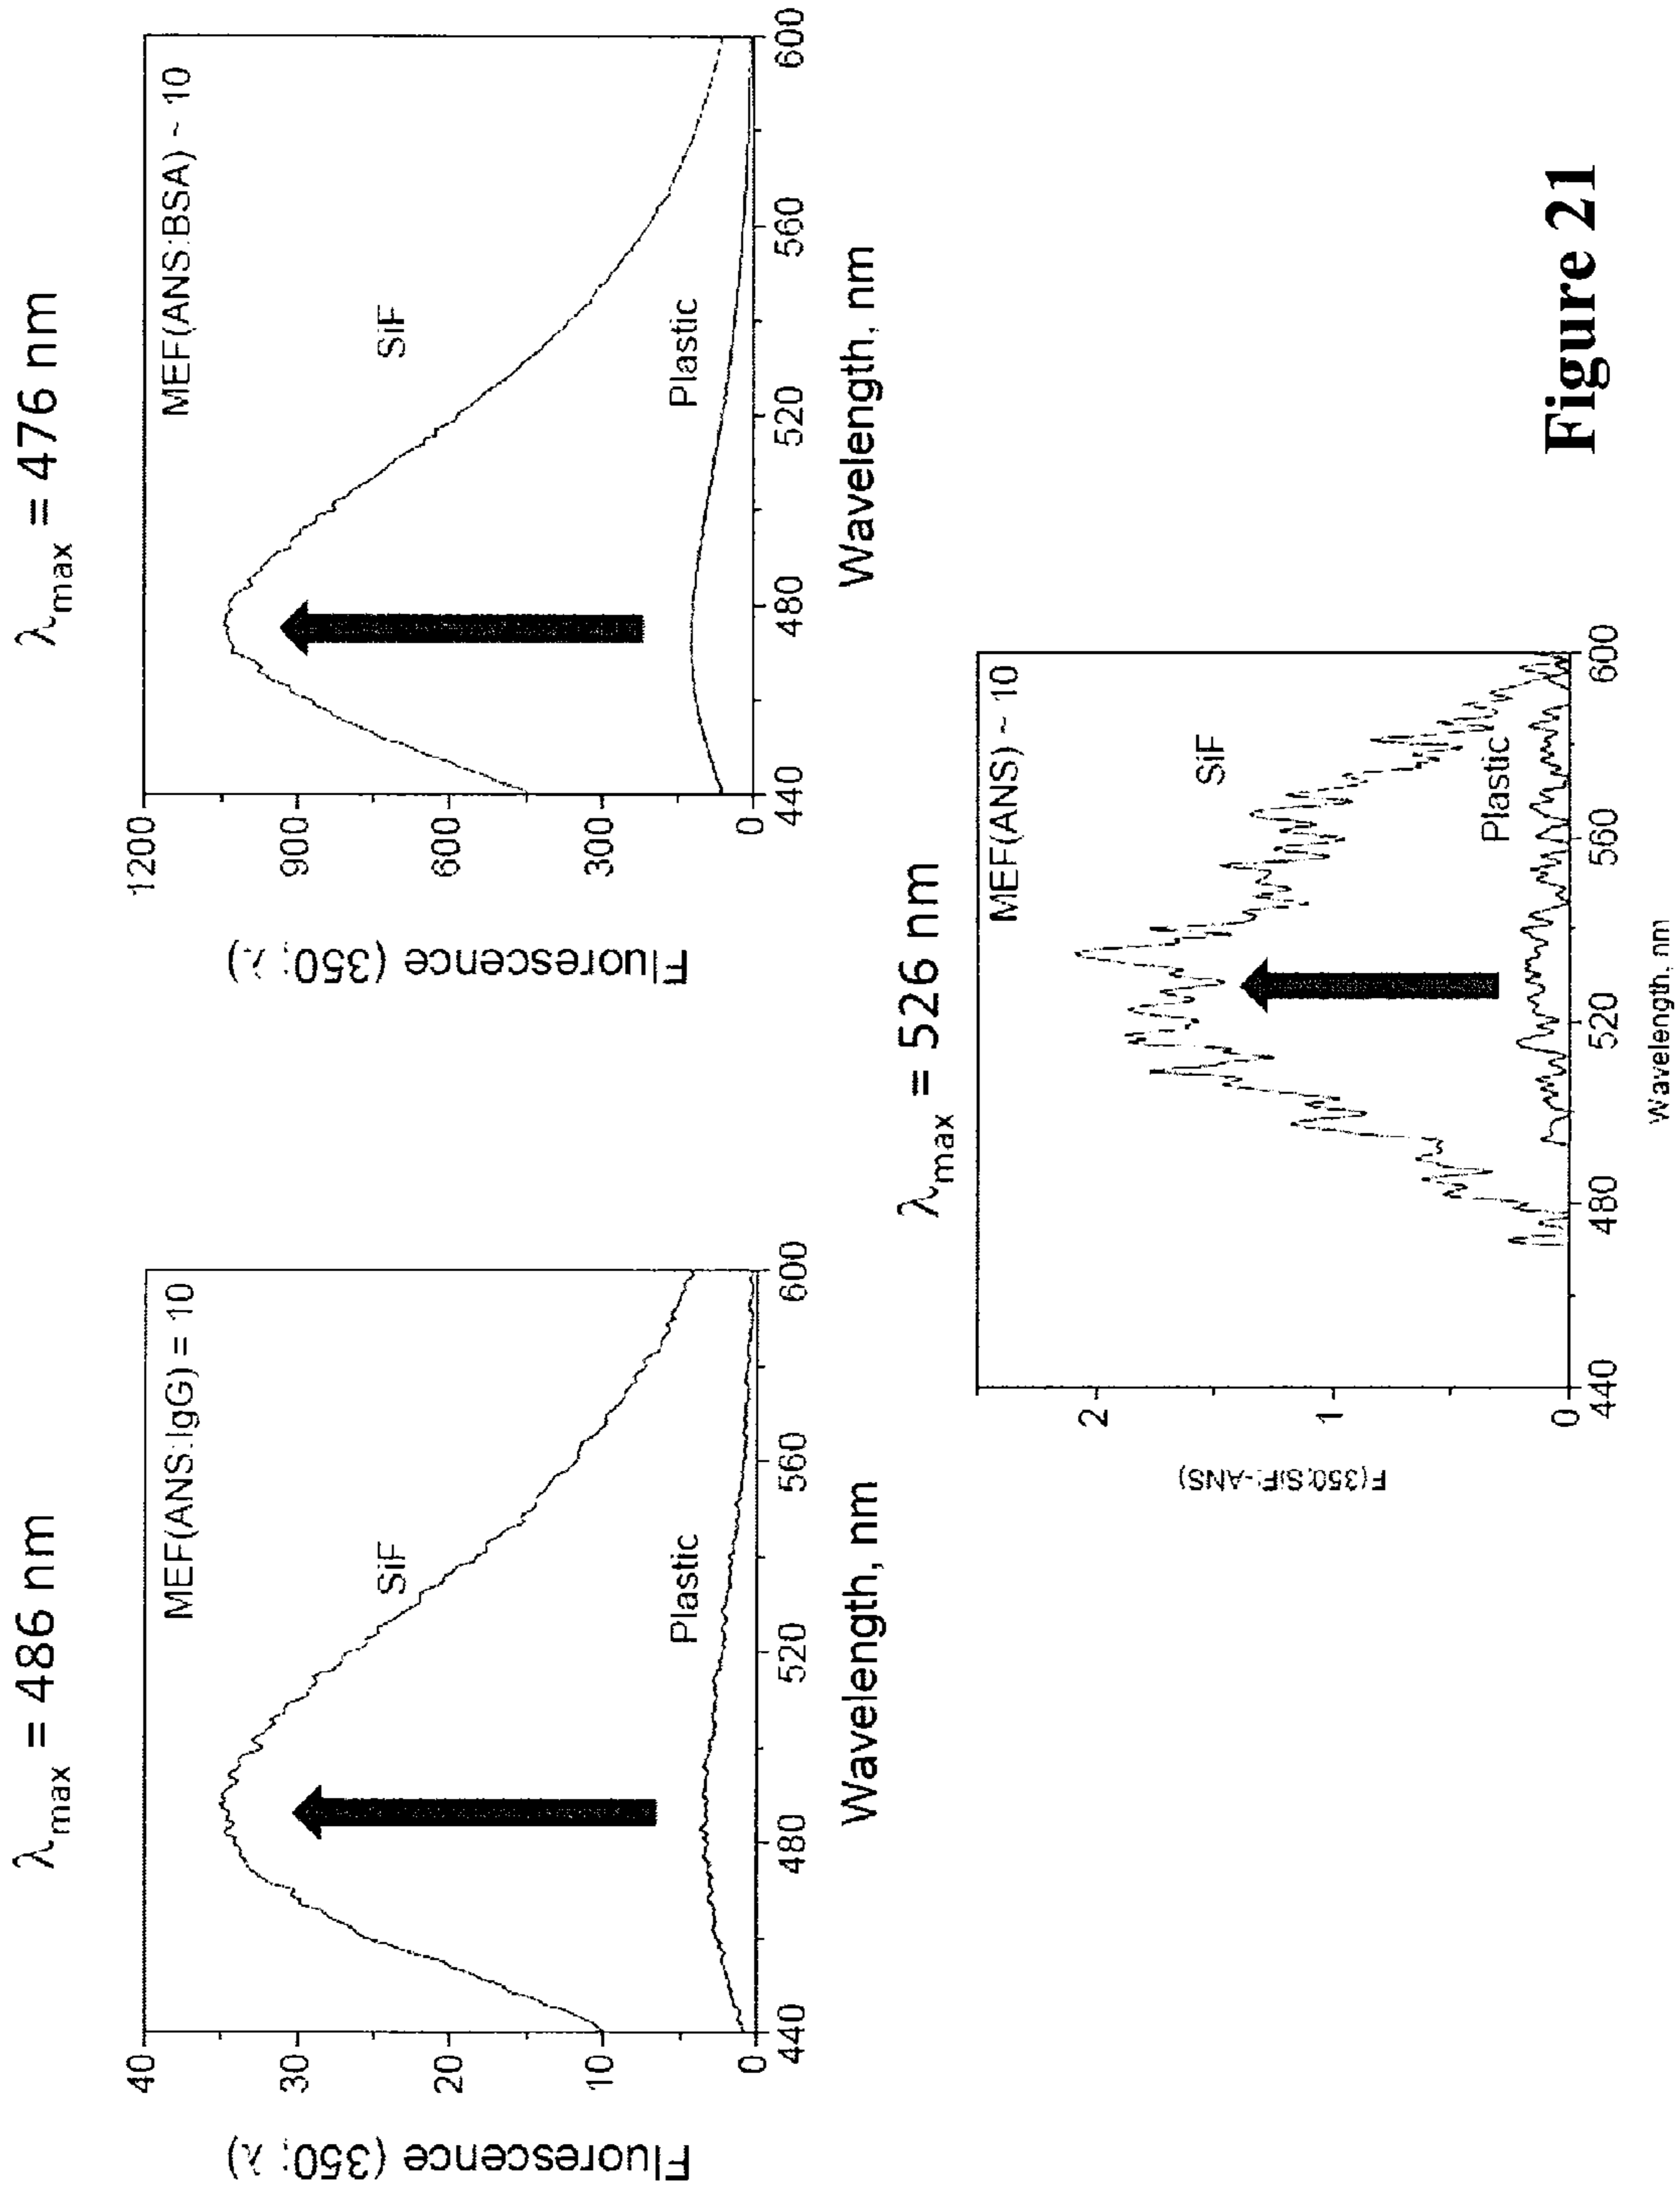 λmax = 486 nm
MEF(ANS:IgG) = 10
SiF
Plastic
40
30
20
10
0
440
480
520
560
600
Fluorescence (350; λ)
Wavelength, nm
λmax = 476 nm
MEF(ANS:BSA) ~ 10
SiF
Plastic
1200
900
600
300
0
440
480
520
560
600
Fluorescence (350; λ)
Wavelength, nm
λmax = 526 nm
MEF(ANS) ~ 10
SiF
Plastic
2
1
0
440
480
520
560
600
F(350;SiF-ANS)
Wavelength, nm
Figure 21